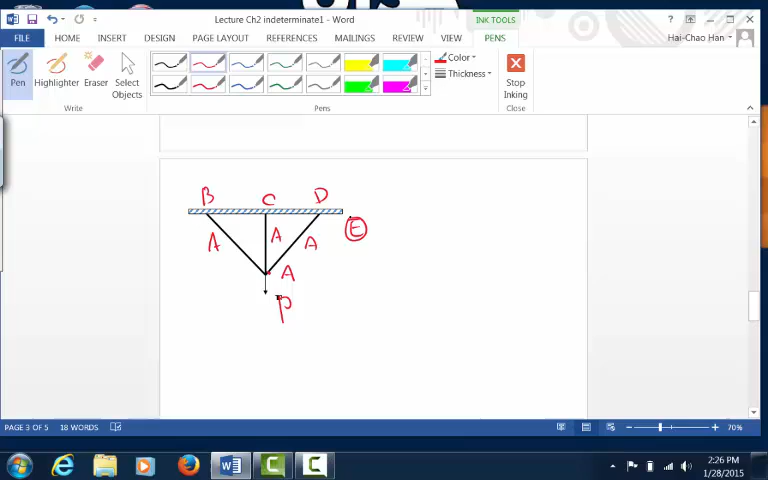 Lecture Ch2 indeterminate1 - Word
INK TOOLS
FILE HOME INSERT DESIGN PAGE LAYOUT REFERENCES MAILINGS REVIEW VIEW PENS
Hai-Chao Han
Pen
Highlighter
Eraser
Select Objects
Color
Thickness
Stop Inking
Write
Pens
Close
B C D
E
A A A
A
P
PAGE 3 OF 5 18 WORDS
70%
2:26 PM
1/28/2015